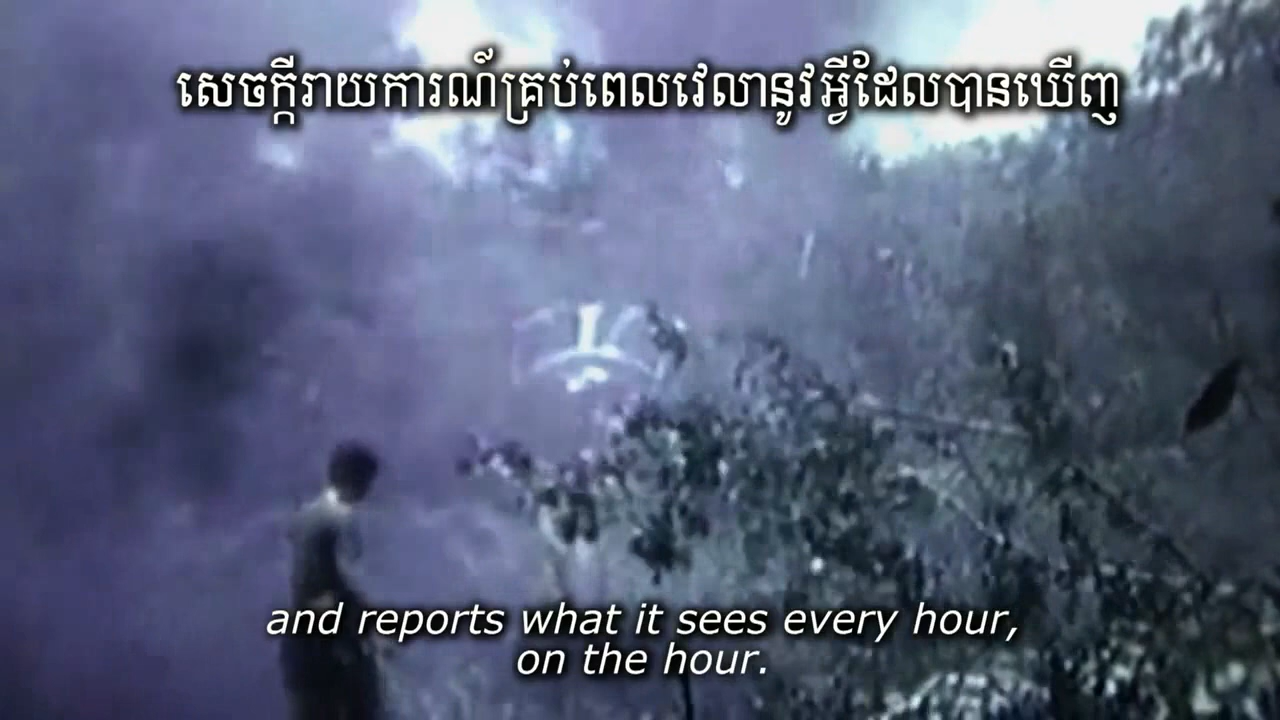 សេចក្ដីរាយការណ៍គ្រប់ពេលវេលានូវអ្វីដែលបានឃើញ
and reports what it sees every hour,
on the hour.